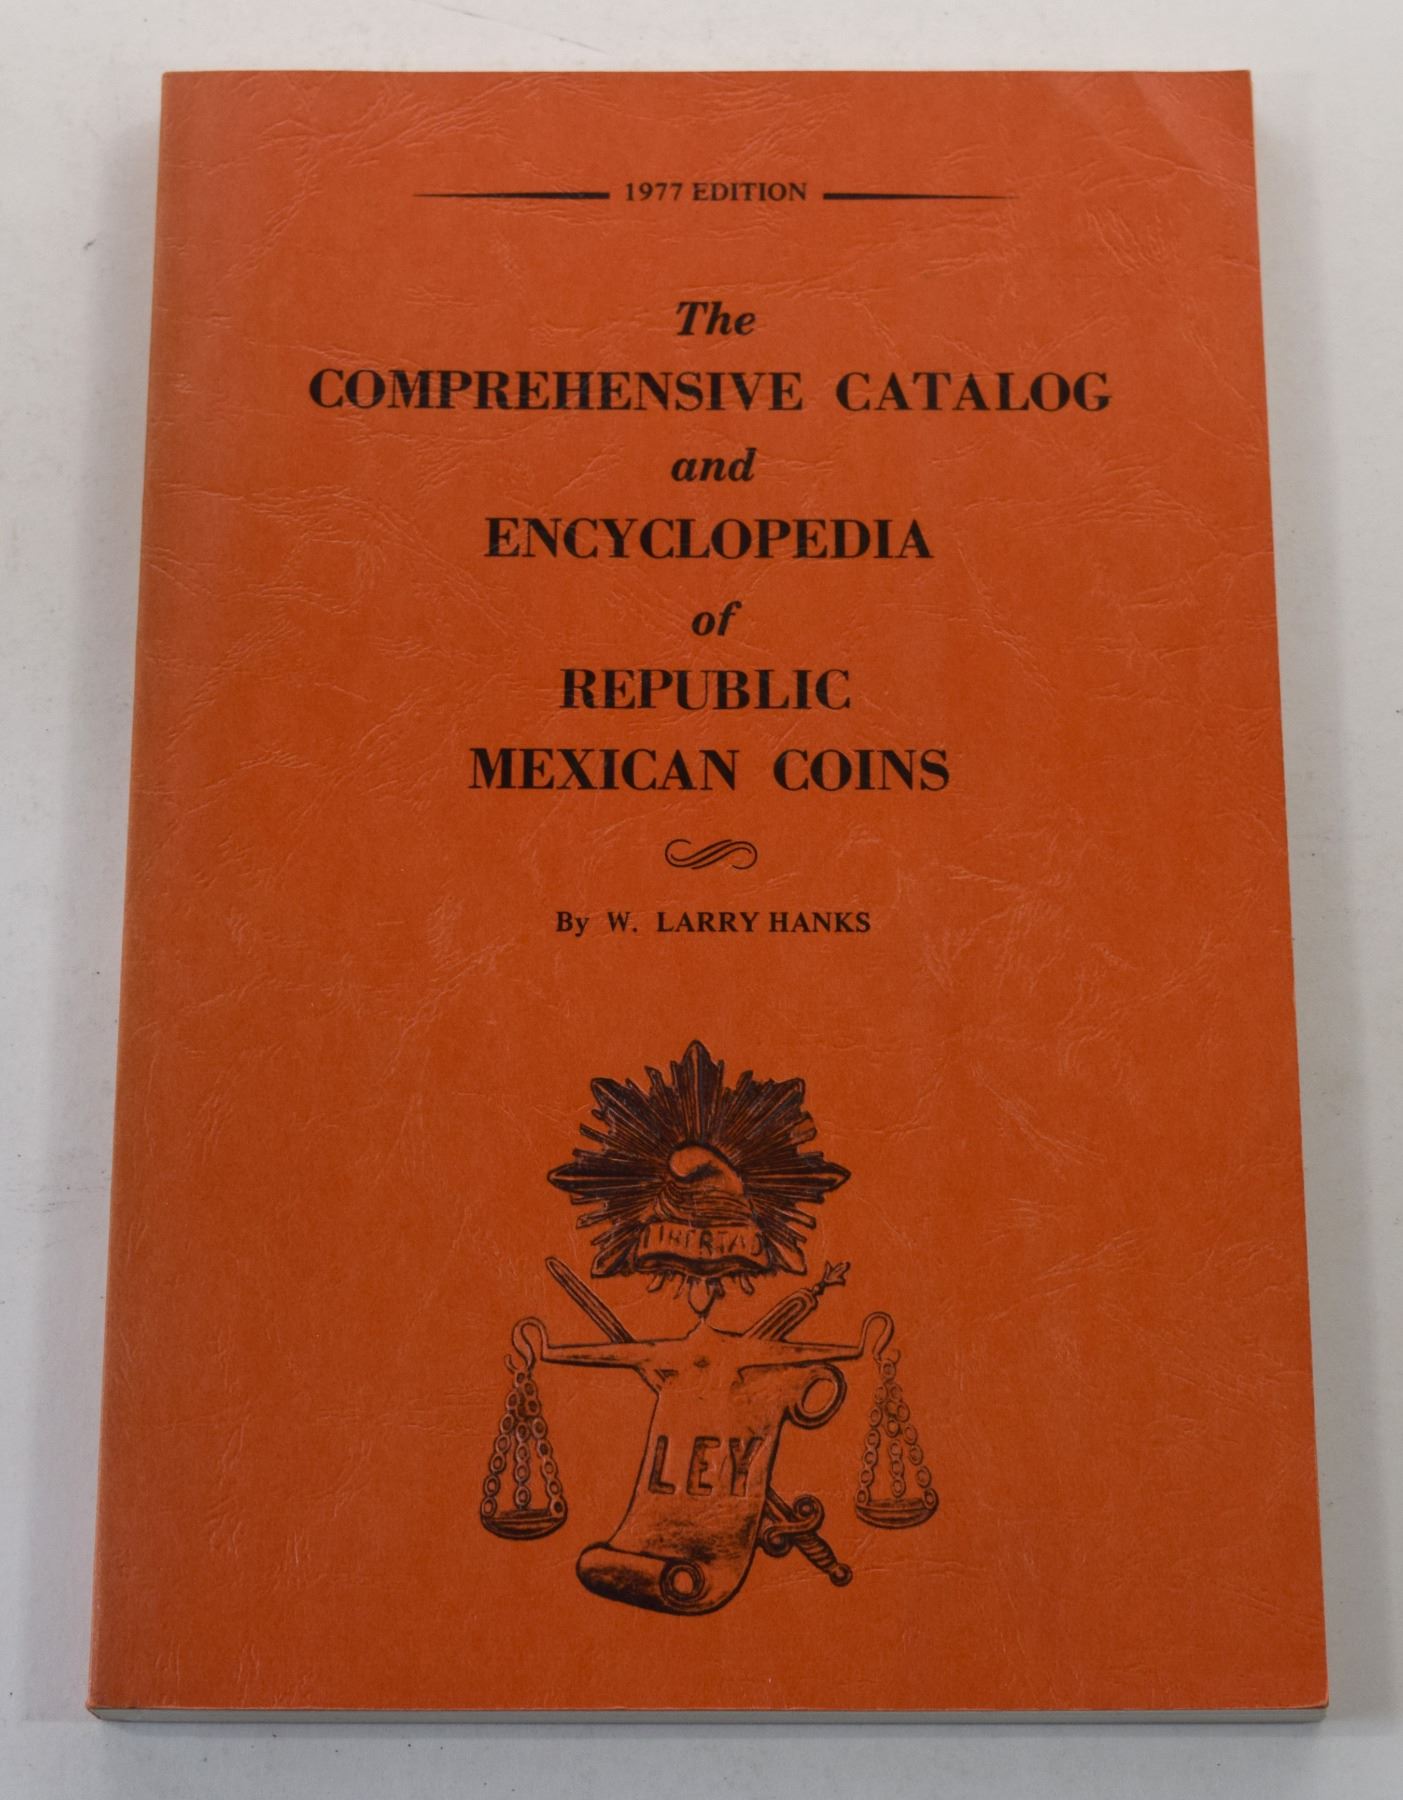 1977 EDITION
The
COMPREHENSIVE CATALOG
and
ENCYCLOPEDIA
of
REPUBLIC
MEXICAN COINS
By W. LARRY HANKS
LIBERTAD
LEY